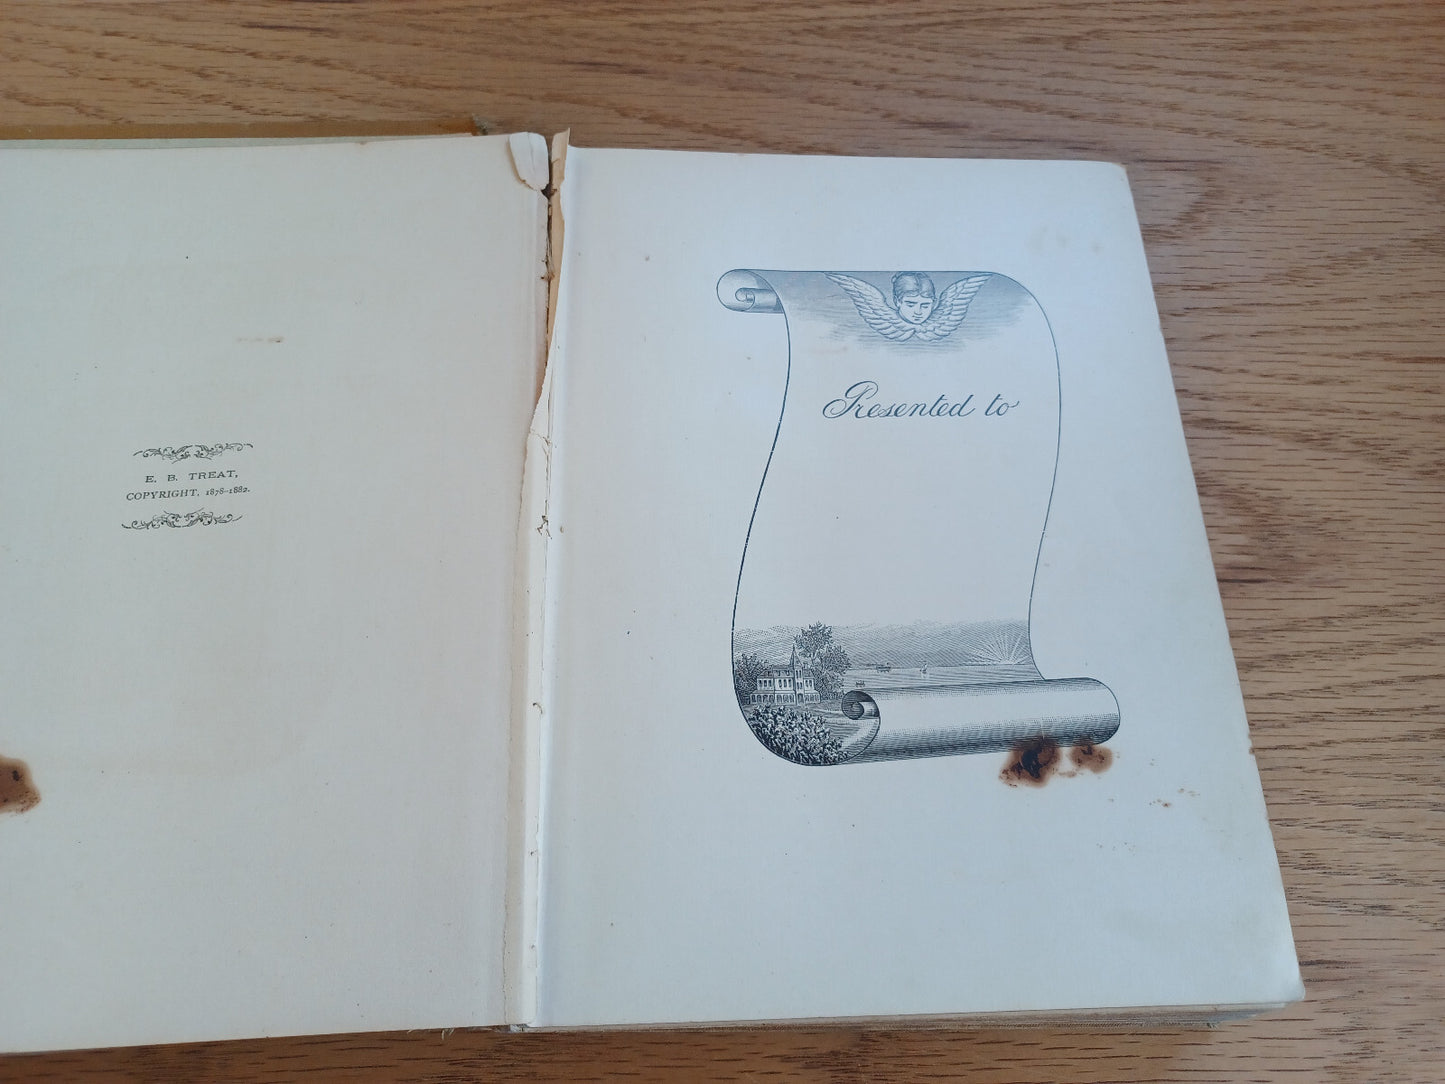 E. B. TREAT,
COPYRIGHT, 1878-1882.
Presented to